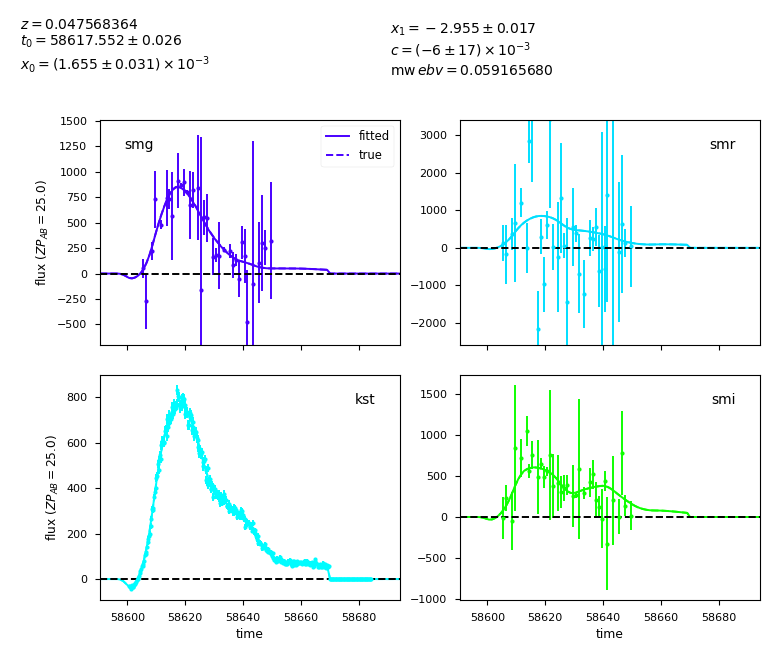 z = 0.047568364
t₀ = 58617.552 ± 0.026
x₀ = (1.655 ± 0.031) × 10⁻³
x₁ = −2.955 ± 0.017
c = (−6 ± 17) × 10⁻³
mw ebv = 0.059165680
smg
fitted
true
1500
1250
1000
750
500
250
0
−250
−500
flux (ZP_AB = 25.0)
smr
3000
2000
1000
0
−1000
−2000
kst
800
600
400
200
0
flux (ZP_AB = 25.0)
58600 58620 58640 58660 58680
time
smi
1500
1000
500
0
−500
−1000
58600 58620 58640 58660 58680
time